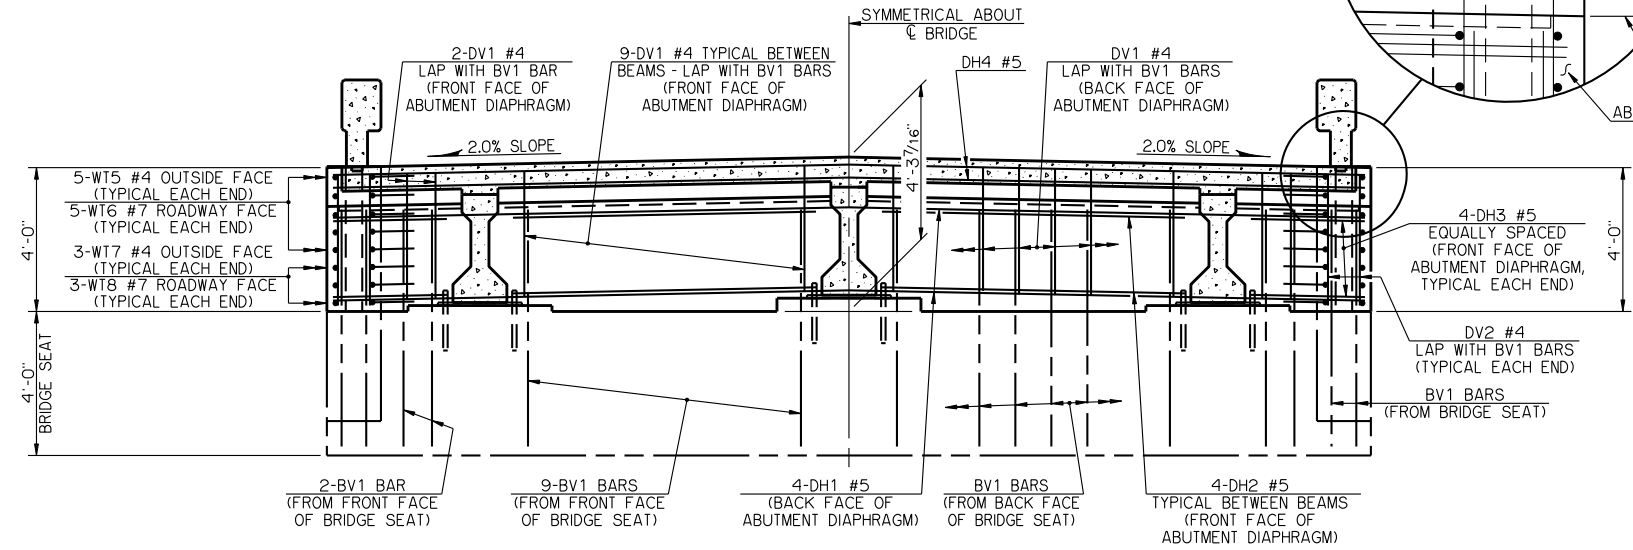 SYMMETRICAL ABOUT
℄ BRIDGE
2-DV1 #4
LAP WITH BV1 BAR
(FRONT FACE OF
ABUTMENT DIAPHRAGM)
9-DV1 #4 TYPICAL BETWEEN
BEAMS - LAP WITH BV1 BARS
(FRONT FACE OF
ABUTMENT DIAPHRAGM)
DH4 #5
DV1 #4
LAP WITH BV1 BARS
(BACK FACE OF
ABUTMENT DIAPHRAGM)
AB
2.0% SLOPE
2.0% SLOPE
4'-3 7/16"
5-WT5 #4 OUTSIDE FACE
(TYPICAL EACH END)
5-WT6 #7 ROADWAY FACE
(TYPICAL EACH END)
3-WT7 #4 OUTSIDE FACE
(TYPICAL EACH END)
3-WT8 #7 ROADWAY FACE
(TYPICAL EACH END)
4'-0"
4'-0"
BRIDGE SEAT
4-DH3 #5
EQUALLY SPACED
(FRONT FACE OF
ABUTMENT DIAPHRAGM,
TYPICAL EACH END)
4'-0"
DV2 #4
LAP WITH BV1 BARS
(TYPICAL EACH END)
BV1 BARS
(FROM BRIDGE SEAT)
2-BV1 BAR
(FROM FRONT FACE
OF BRIDGE SEAT)
9-BV1 BARS
(FROM FRONT FACE
OF BRIDGE SEAT)
4-DH1 #5
(BACK FACE OF
ABUTMENT DIAPHRAGM)
BV1 BARS
(FROM BACK FACE
OF BRIDGE SEAT)
4-DH2 #5
TYPICAL BETWEEN BEAMS
(FRONT FACE OF
ABUTMENT DIAPHRAGM)